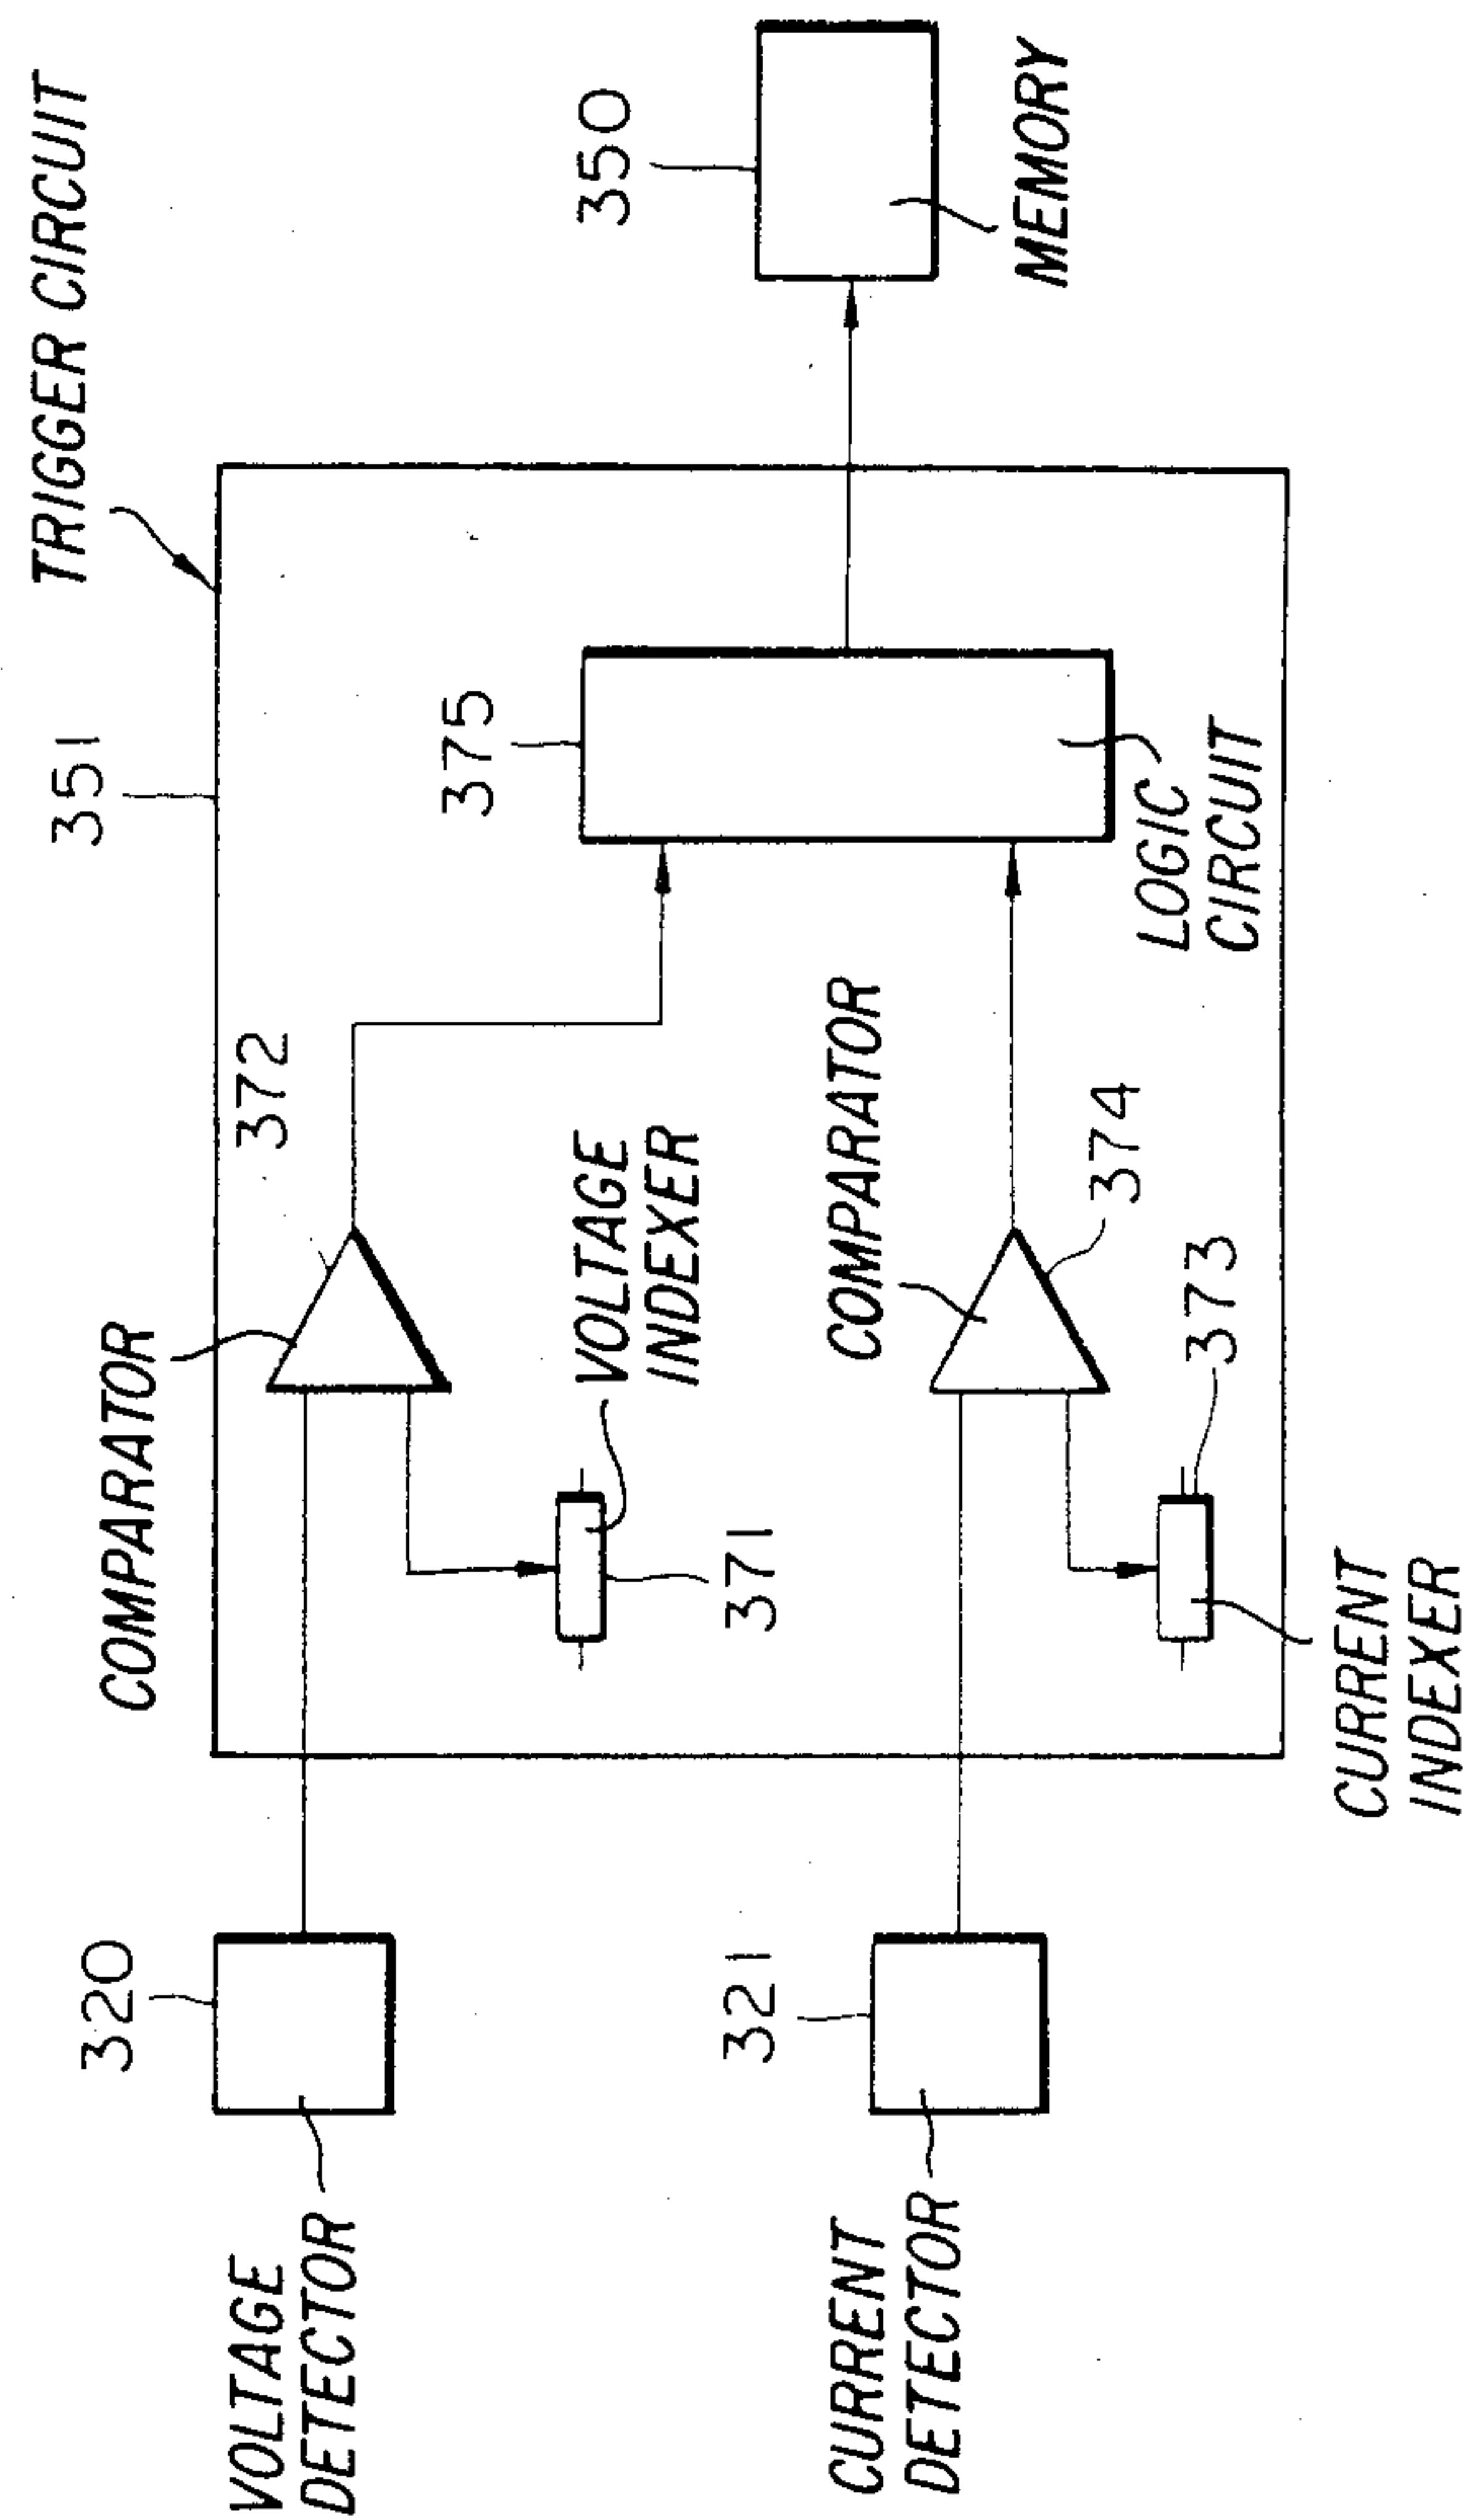 TRIGGER CIRCUIT
351
COMPARATOR
372
375
350
MEMORY
320
VOLTAGE
DETECTOR
VOLTAGE
INDEXER
371
321
CURRENT
DETECTOR
COMPARATOR
374
373
LOGIC
CIRCUIT
CURRENT
INDEXER